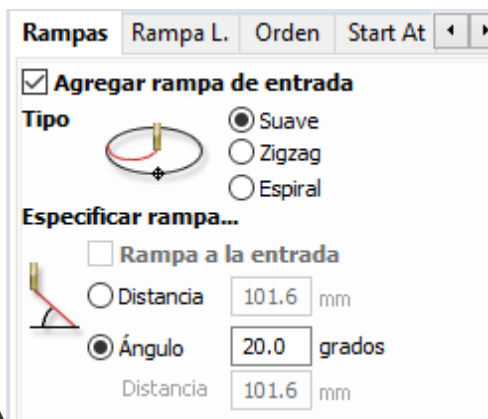 Rampas Rampa L. Orden Start At
Agregar rampa de entrada
Tipo
Suave
Zigzag
Espiral
Especificar rampa...
Rampa a la entrada
Distancia 101.6 mm
Ángulo 20.0 grados
Distancia 101.6 mm